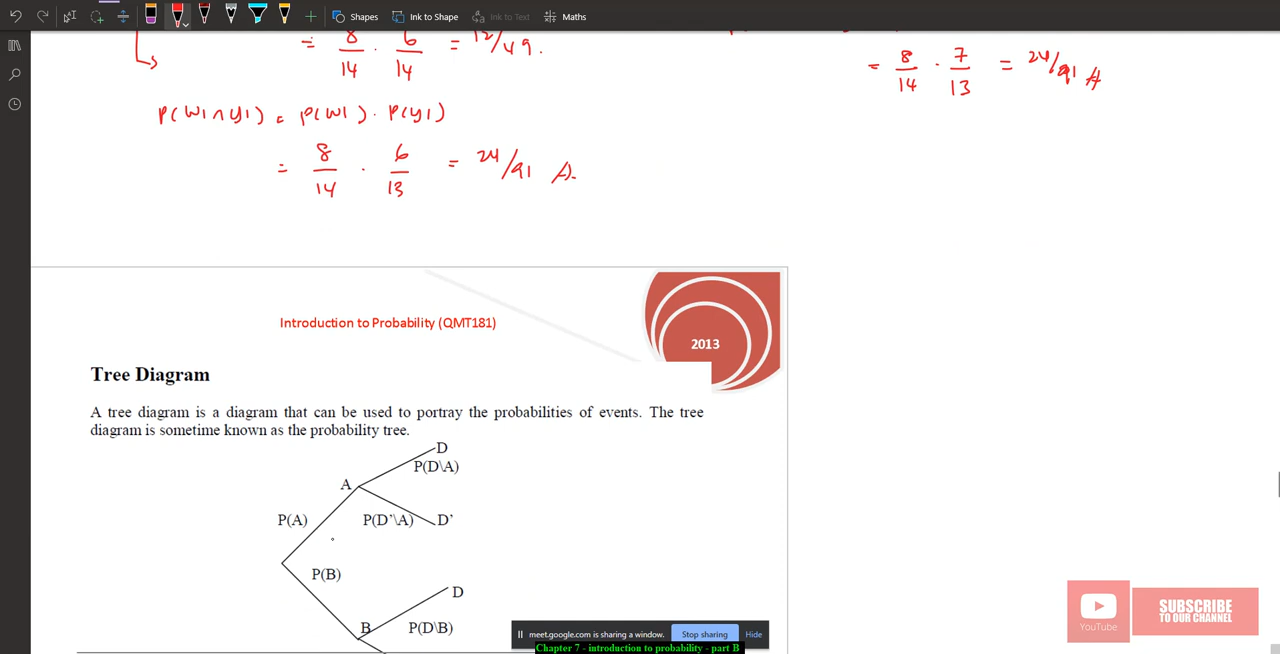 Shapes Ink to Shape Ink to Text Maths
= 8/14 · 6/14 = 12/49.
= 8/14 · 7/13 = 24/91 #
P(W1 ∩ Y1) = P(W1) · P(Y1)
= 8/14 · 6/13 = 24/91
Introduction to Probability (QMT181)
2013
Tree Diagram
A tree diagram is a diagram that can be used to portray the probabilities of events. The tree
diagram is sometime known as the probability tree.
D
P(D\A)
A
P(A)
P(D'\A) D'
P(B)
D
B P(D\B)
meet.google.com is sharing a window. Stop sharing Hide
Chapter 7 - introduction to probability - part B
YouTube
SUBSCRIBE
TO OUR CHANNEL